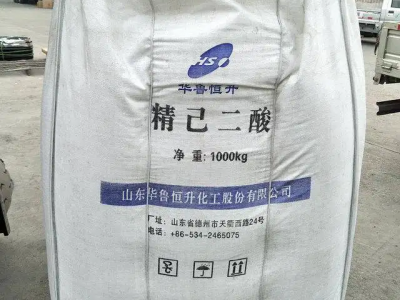 HS
华鲁恒升
精己二酸
净重:1000kg
山东华鲁恒升化工股份有限公司
厂址:山东省德州市天衢西路24号
电话:+86-534-2465075